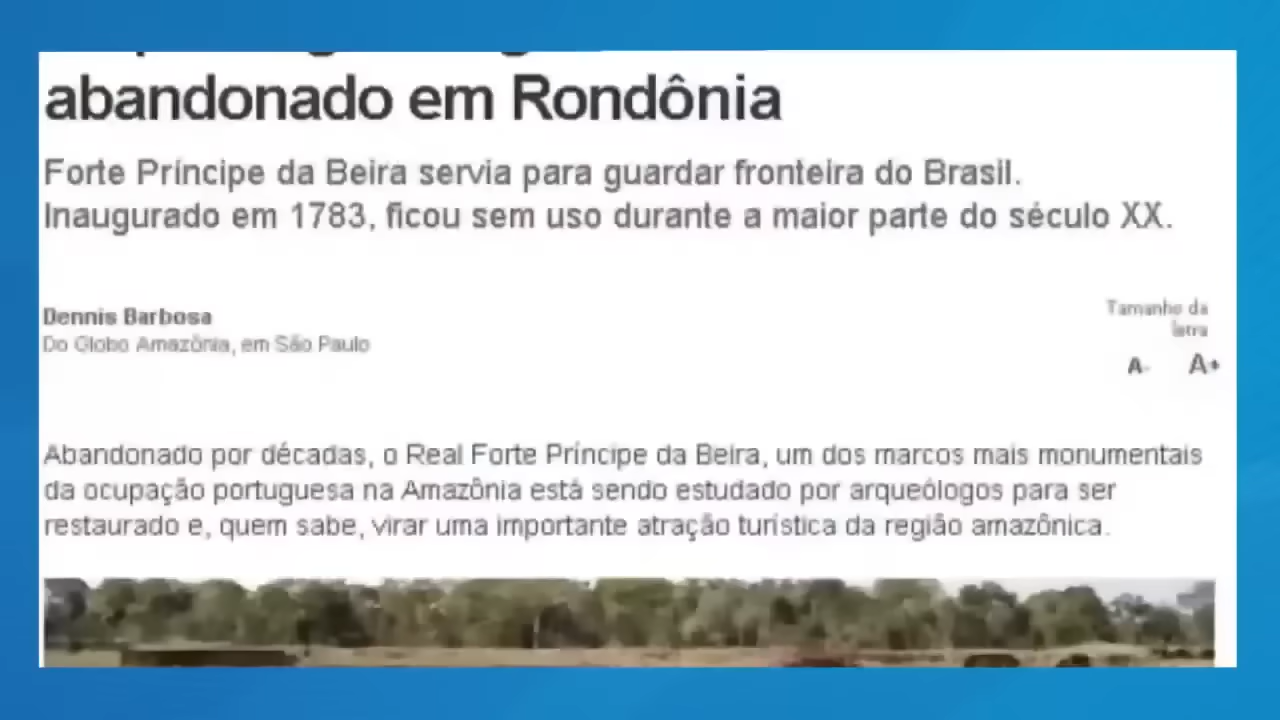 abandonado em Rondônia
Forte Príncipe da Beira servia para guardar fronteira do Brasil.
Inaugurado em 1783, ficou sem uso durante a maior parte do século XX.
Dennis Barbosa
Do Globo Amazônia, em São Paulo
Tamanho da
letra
A- A+
Abandonado por décadas, o Real Forte Príncipe da Beira, um dos marcos mais monumentais
da ocupação portuguesa na Amazônia está sendo estudado por arqueólogos para ser
restaurado e, quem sabe, virar uma importante atração turística da região amazônica.